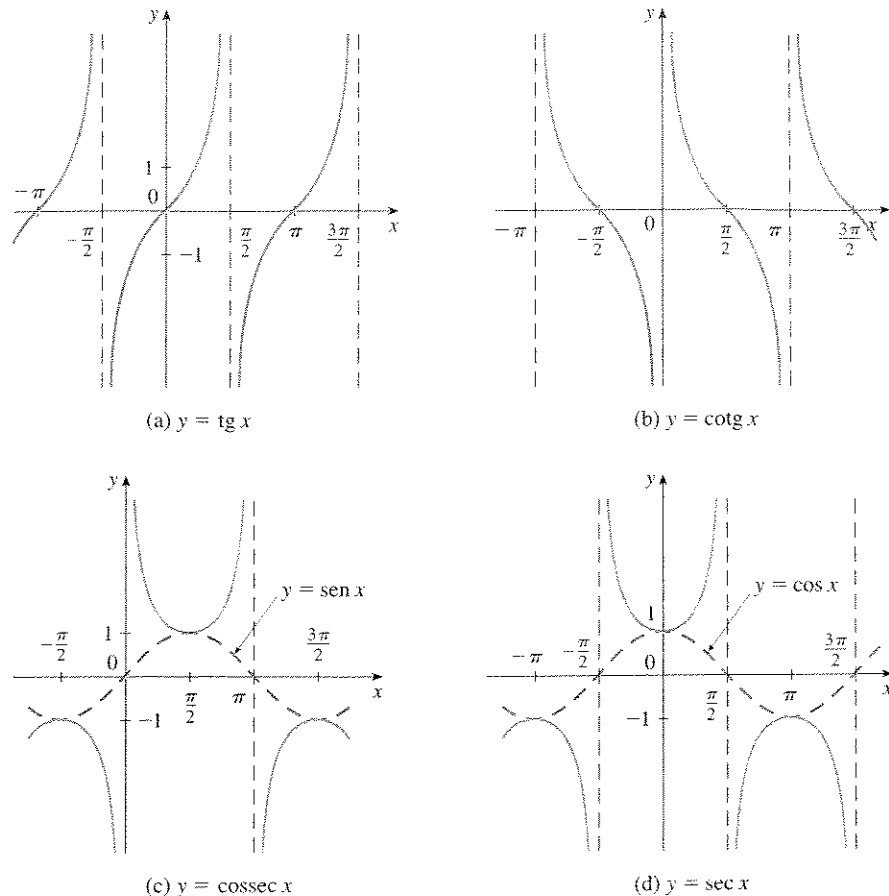 y
y
1
-π
0
x
-π/2
π/2
π
3π/2
-1
0
x
-π
-π/2
π/2
π
3π/2
(a) y = tg x
(b) y = cotg x
y
y
y = sen x
y = cos x
-π/2
1
3π/2
0
x
π/2
π
-1
1
-π
-π/2
0
3π/2
x
π/2
π
-1
(c) y = cossec x
(d) y = sec x